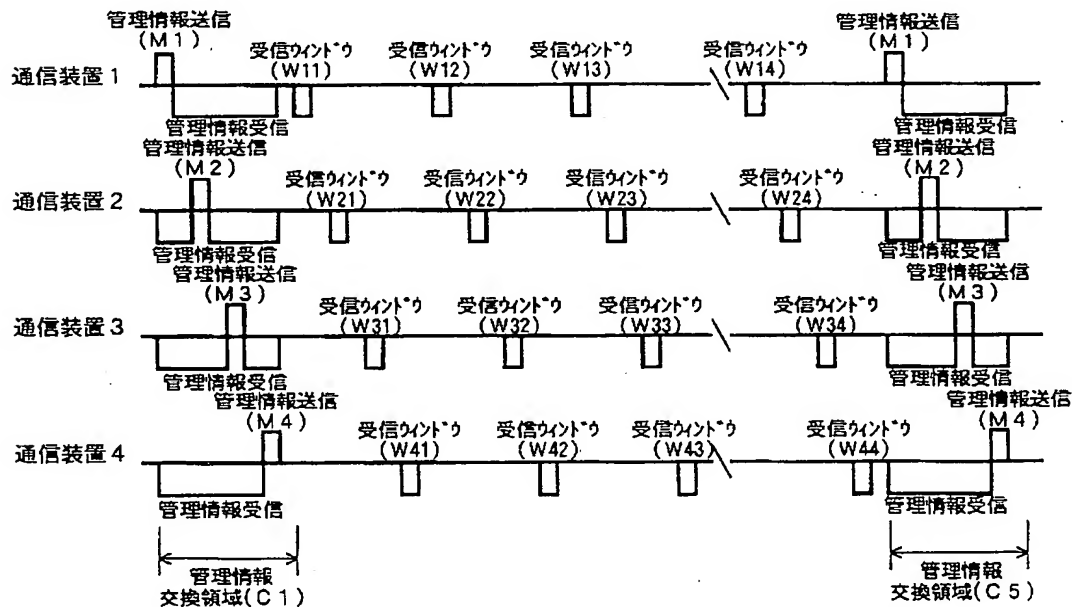 管理情報送信
(M1)
受信ウィンドウ
(W11)
受信ウィンドウ
(W12)
受信ウィンドウ
(W13)
受信ウィンドウ
(W14)
管理情報送信
(M1)
通信装置1
管理情報受信
管理情報受信
管理情報送信
(M2)
受信ウィンドウ
(W21)
受信ウィンドウ
(W22)
受信ウィンドウ
(W23)
受信ウィンドウ
(W24)
管理情報送信
(M2)
通信装置2
管理情報受信
管理情報受信
管理情報送信
(M3)
受信ウィンドウ
(W31)
受信ウィンドウ
(W32)
受信ウィンドウ
(W33)
受信ウィンドウ
(W34)
管理情報送信
(M3)
通信装置3
管理情報受信
管理情報受信
管理情報送信
(M4)
受信ウィンドウ
(W41)
受信ウィンドウ
(W42)
受信ウィンドウ
(W43)
受信ウィンドウ
(W44)
管理情報送信
(M4)
通信装置4
管理情報受信
管理情報受信
管理情報
交換領域(C1)
管理情報
交換領域(C5)